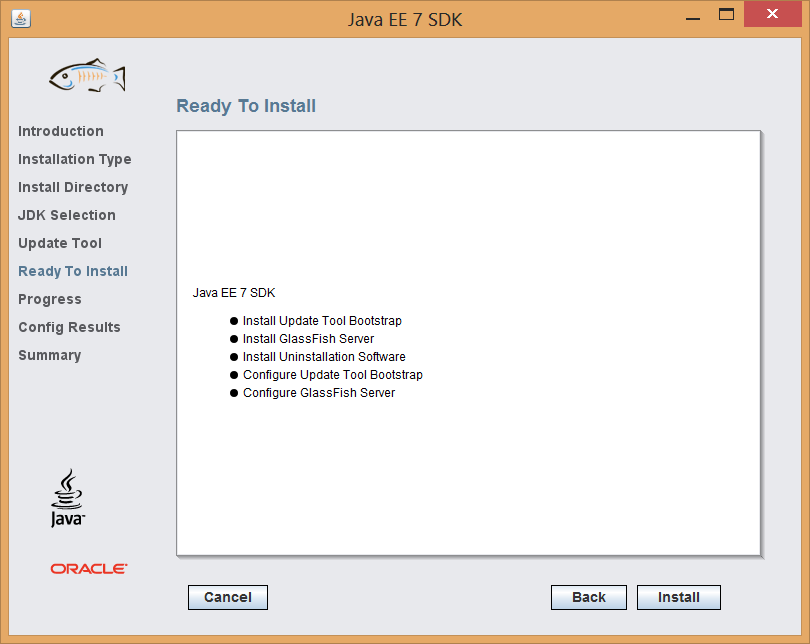 Java EE 7 SDK
Ready To Install
Introduction
Installation Type
Install Directory
JDK Selection
Update Tool
Ready To Install
Progress
Config Results
Summary
Java EE 7 SDK
Install Update Tool Bootstrap
Install GlassFish Server
Install Uninstallation Software
Configure Update Tool Bootstrap
Configure GlassFish Server
Java™
ORACLE®
Cancel
Back
Install